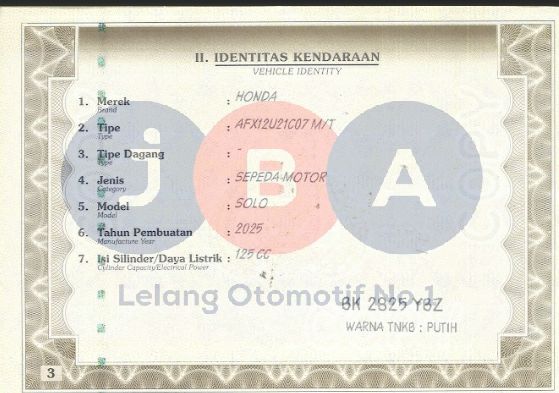 II. IDENTITAS KENDARAAN
VEHICLE IDENTITY
1. Merek : HONDA
Brand
2. Tipe : AFX12U21C07 M/T
Type
3. Tipe Dagang : -
Type
4. Jenis : SEPEDA MOTOR
Category
5. Model : SOLO
Model
6. Tahun Pembuatan : 2025
Manufacture Year
7. Isi Silinder/Daya Listrik : 125 CC
Cylinder Capacity/Electrical Power
jBA
Lelang Otomotif No.1
BK 2825 YBZ
WARNA TNKB : PUTIH
3